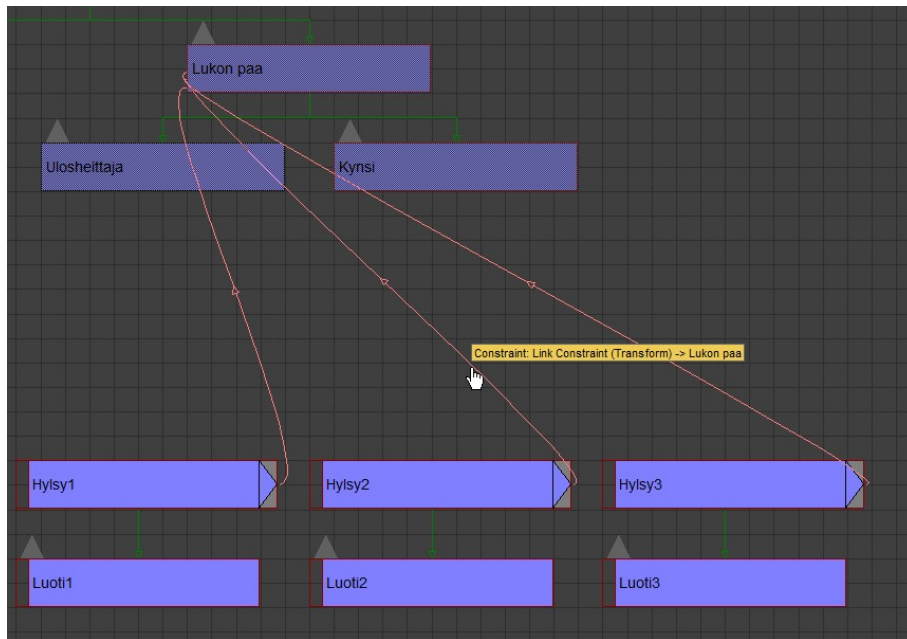 Lukon paa
Ulosheittaja
Kynsi
Constraint: Link Constraint (Transform) -> Lukon paa
Hylsy1
Hylsy2
Hylsy3
Luoti1
Luoti2
Luoti3